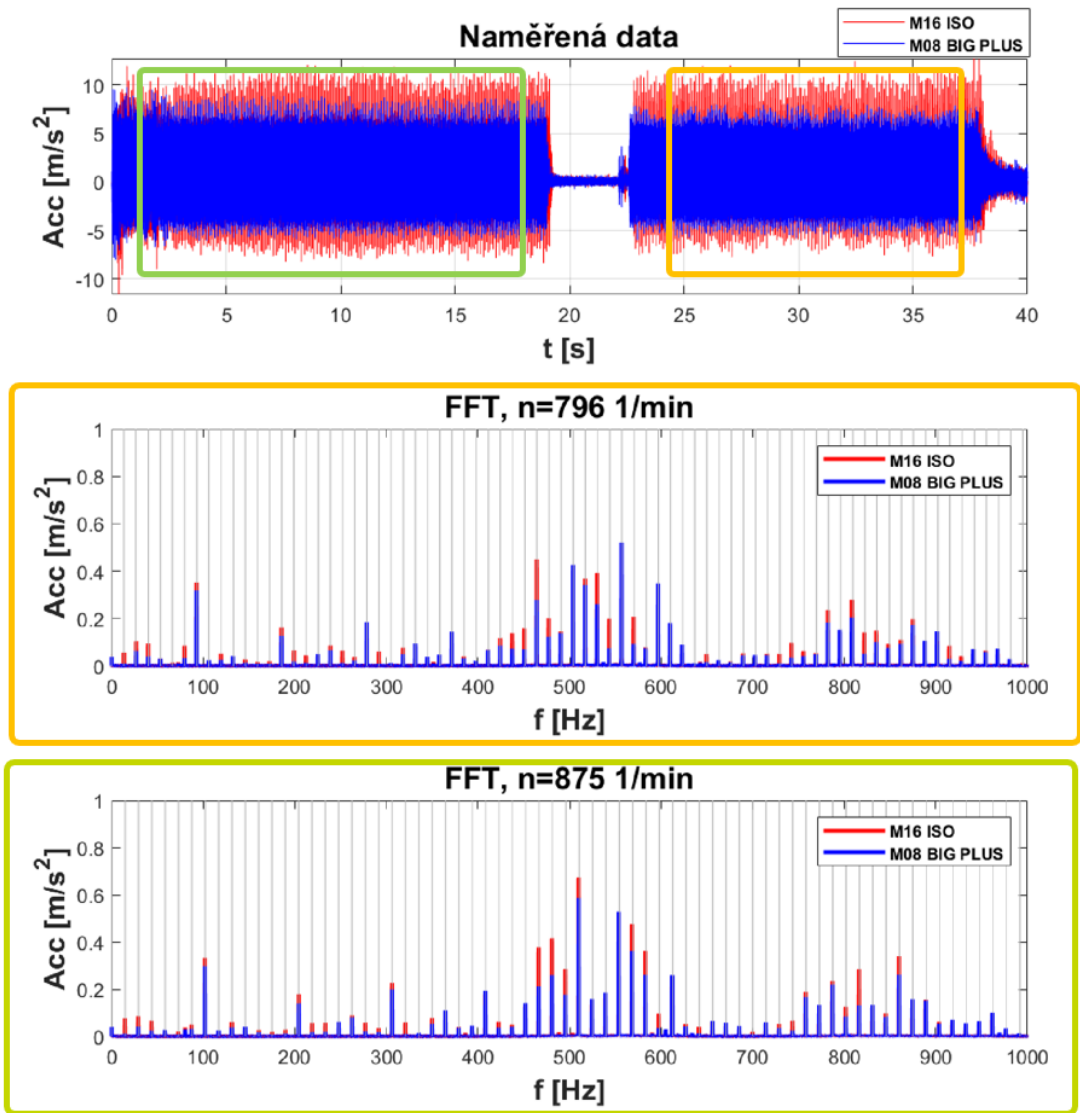 Naměřená data
M16 ISO
M08 BIG PLUS
Acc [m/s²]
10
5
0
-5
-10
0 5 10 15 20 25 30 35 40
t [s]
FFT, n=796 1/min
M16 ISO
M08 BIG PLUS
Acc [m/s²]
1
0.8
0.6
0.4
0.2
0
0 100 200 300 400 500 600 700 800 900 1000
f [Hz]
FFT, n=875 1/min
M16 ISO
M08 BIG PLUS
Acc [m/s²]
1
0.8
0.6
0.4
0.2
0
0 100 200 300 400 500 600 700 800 900 1000
f [Hz]